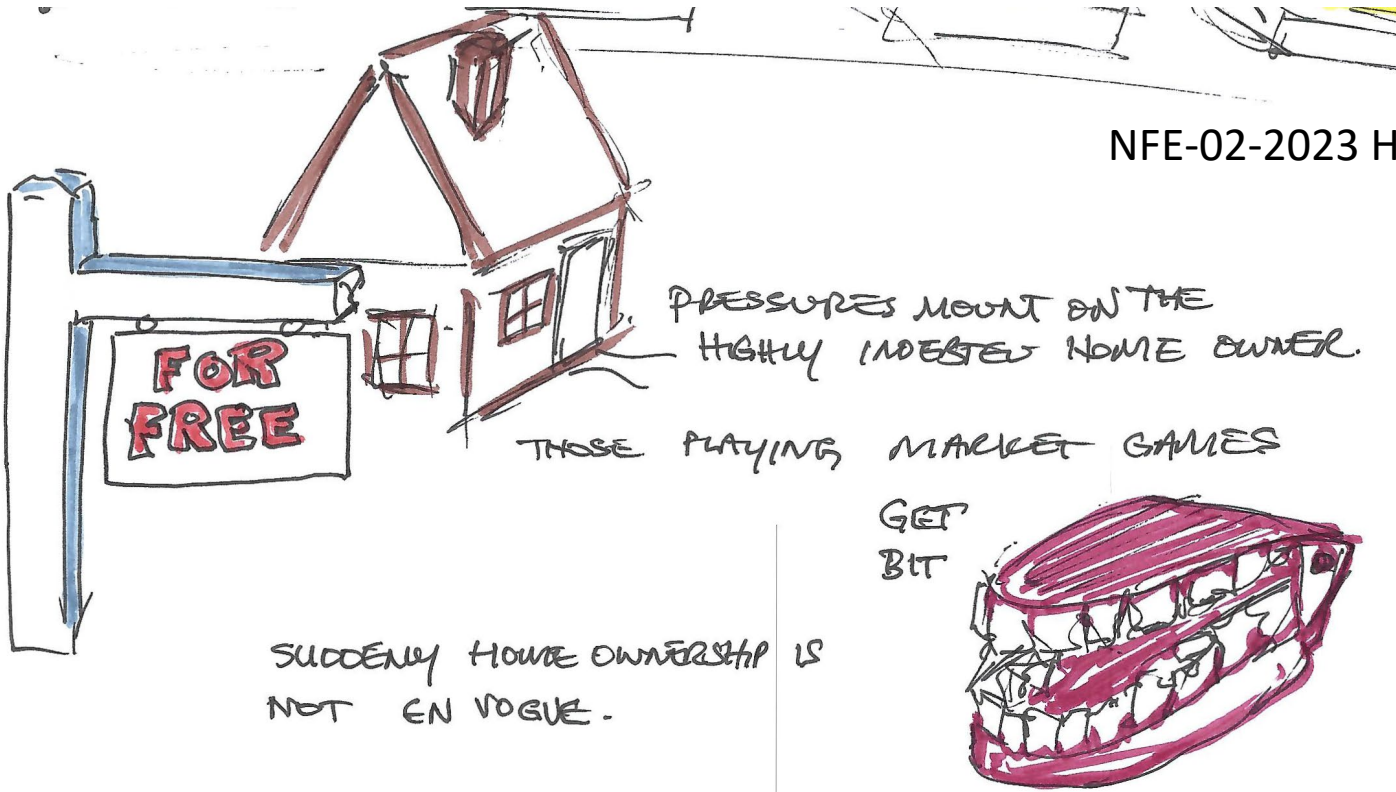 NFE-02-2023 H
FOR
FREE
PRESSURES MOUNT ON THE
HIGHLY INDEBTED HOME OWNER.
THOSE PLAYING MARKET GAMES
GET
BIT
SUDDENLY HOME OWNERSHIP IS
NOT EN VOGUE.